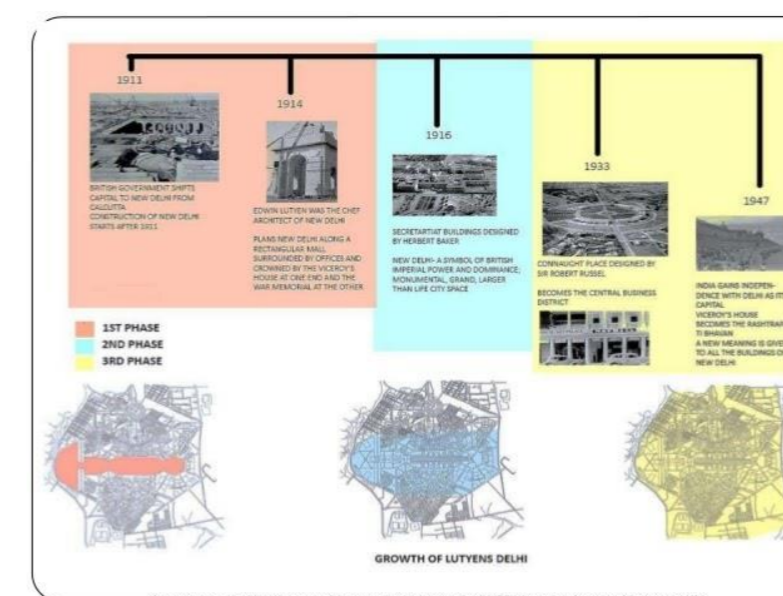 1911
BRITISH GOVERNMENT SHIFTS
CAPITAL TO NEW DELHI FROM
CALCUTTA
CONSTRUCTION OF NEW DELHI
STARTS AFTER 1911
1914
EDWIN LUTYEN WAS THE CHEF
ARCHITECT OF NEW DELHI
PLANS NEW DELHI ALONG A
RECTANGULAR MALL
SURROUNDED BY OFFICES AND
CROWNED BY THE VICEROY'S
HOUSE AT ONE END AND THE
WAR MEMORIAL AT THE OTHER
1916
SECRETARTIAT BUILDINGS DESIGNED
BY HERBERT BAKER
NEW DELHI- A SYMBOL OF BRITISH
IMPERIAL POWER AND DOMINANCE;
MONUMENTAL, GRAND, LARGER
THAN LIFE CITY SPACE
1933
CONNAUGHT PLACE DESIGNED BY
SIR ROBERT RUSSEL
BECOMES THE CENTRAL BUSINESS
DISTRICT
1947
INDIA GAINS INDEPEN-
DENCE WITH DELHI AS IT
CAPITAL
VICEROY'S HOUSE
BECOMES THE RASHTRAP
TI BHAVAN
A NEW MEANING IS GIVE
TO ALL THE BUILDINGS O
NEW DELHI
1ST PHASE
2ND PHASE
3RD PHASE
GROWTH OF LUTYENS DELHI